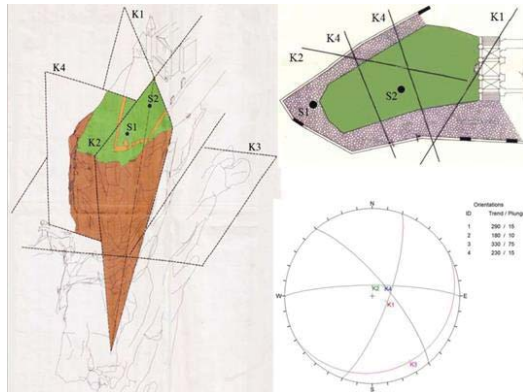 K1
K4
S2
S1
K2
K3
K4
K1
K4
K2
S1
S2
Orientations
ID Trend / Plunge
1 290 / 15
2 180 / 10
3 330 / 75
4 230 / 15
N
W
E
S
K2
K4
K1
K3